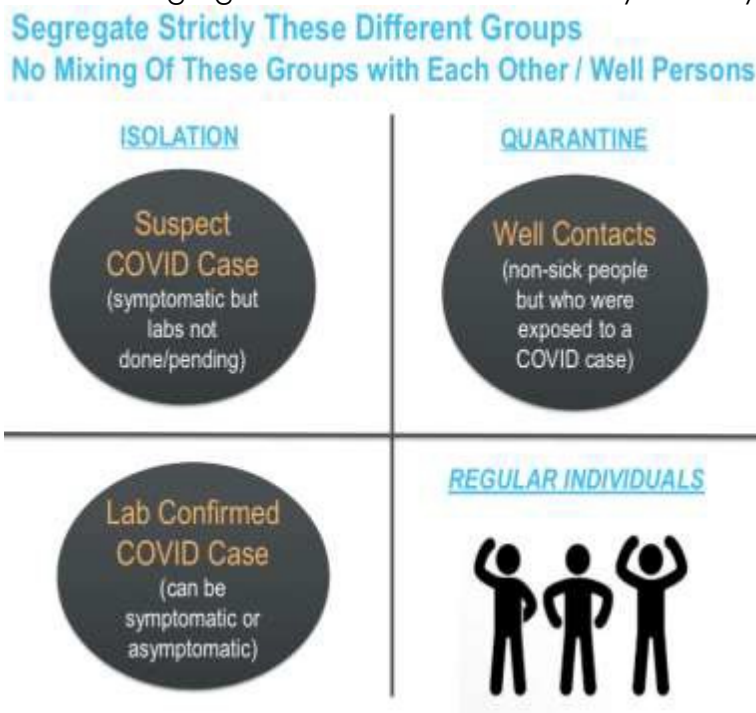 Segregate Strictly These Different Groups
No Mixing Of These Groups with Each Other / Well Persons
ISOLATION
Suspect
COVID Case
(symptomatic but
labs not
done/pending)
QUARANTINE
Well Contacts
(non-sick people
but who were
exposed to a
COVID case)
Lab Confirmed
COVID Case
(can be
symptomatic or
asymptomatic)
REGULAR INDIVIDUALS